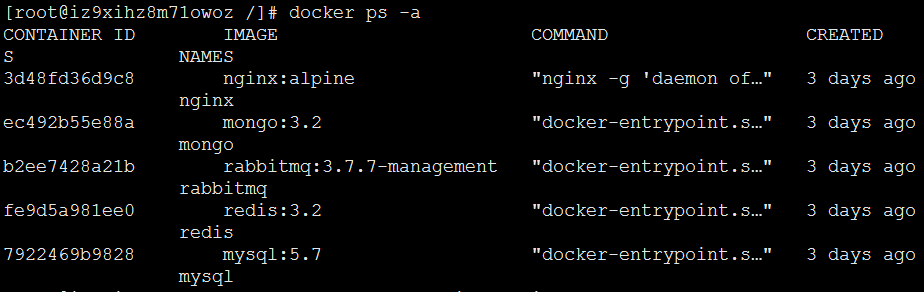 [root@iz9xihz8m71owoz /]# docker ps -a
CONTAINER ID        IMAGE                       COMMAND                  CREATED
S               NAMES
3d48fd36d9c8        nginx:alpine                "nginx -g 'daemon of…"   3 days ago
                nginx
ec492b55e88a        mongo:3.2                   "docker-entrypoint.s…"   3 days ago
                mongo
b2ee7428a21b        rabbitmq:3.7.7-management   "docker-entrypoint.s…"   3 days ago
                rabbitmq
fe9d5a981ee0        redis:3.2                   "docker-entrypoint.s…"   3 days ago
                redis
7922469b9828        mysql:5.7                   "docker-entrypoint.s…"   3 days ago
                mysql